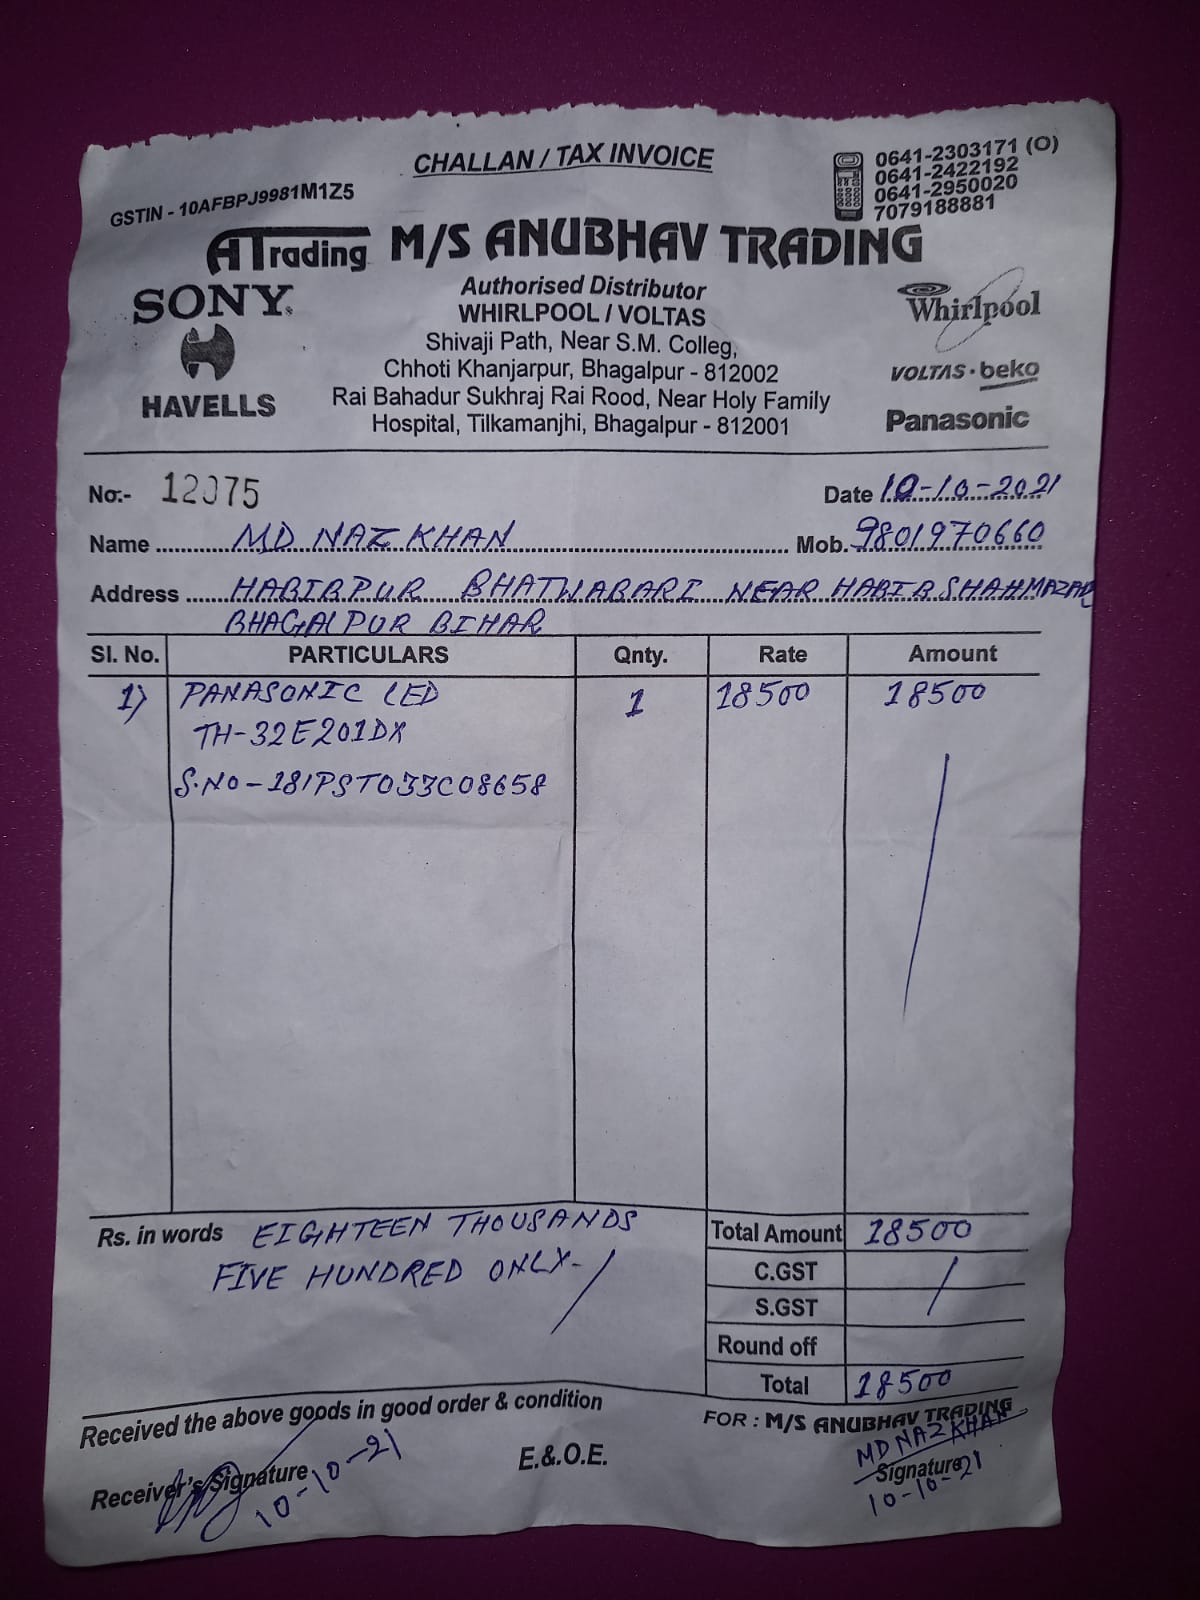 CHALLAN / TAX INVOICE
GSTIN - 10AFBPJ9981M1Z5
0641-2303171 (O)
0641-2422192
0641-2950020
7079188881
ATrading M/S ANUBHAV TRADING
SONY
HAVELLS
Authorised Distributor
WHIRLPOOL / VOLTAS
Shivaji Path, Near S.M. Colleg,
Chhoti Khanjarpur, Bhagalpur - 812002
Rai Bahadur Sukhraj Rai Rood, Near Holy Family
Hospital, Tilkamanjhi, Bhagalpur - 812001
Whirlpool
VOLTAS · beko
Panasonic
No:- 12075 Date 10-10-2021
Name MD NAZ KHAN Mob. 9801970660
Address HABIBPUR BHATWABARI NEAR HABIB SHAH MAZAR
BHAGALPUR BIHAR
Sl. No. PARTICULARS Qnty. Rate Amount
1) PANASONIC LED 1 18500 18500
TH-32E201DX
S.NO-181PST033C08658
Rs. in words EIGHTEEN THOUSANDS
FIVE HUNDRED ONLY-
Total Amount 18500
C.GST
S.GST
Round off
Total 18500
Received the above goods in good order & condition
FOR : M/S ANUBHAV TRADING
MD NAZ KHAN
E.&.O.E.
Receiver's Signature
10-10-21
Signature
10-10-21